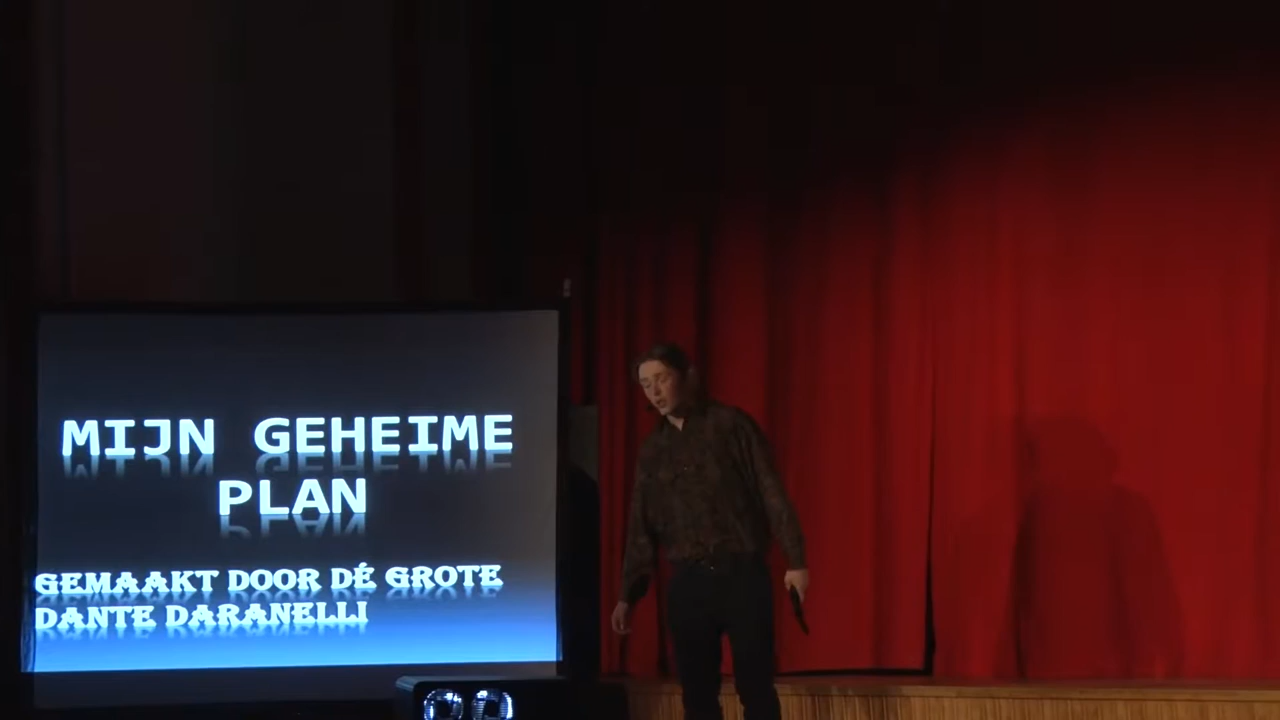 MIJN GEHEIME
PLAN
GEMAAKT DOOR DÉ GROTE
DANTE DARANELLI